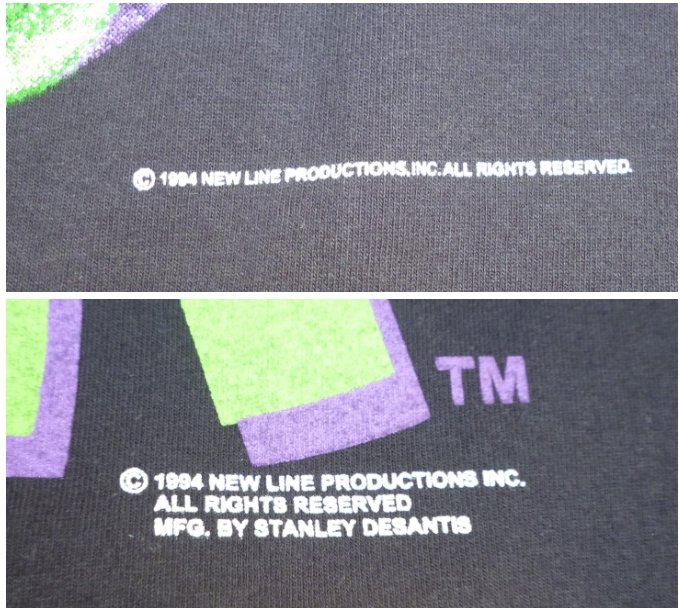 © 1994 NEW LINE PRODUCTIONS, INC. ALL RIGHTS RESERVED.
TM
© 1994 NEW LINE PRODUCTIONS INC.
ALL RIGHTS RESERVED
MFG. BY STANLEY DESANTIS